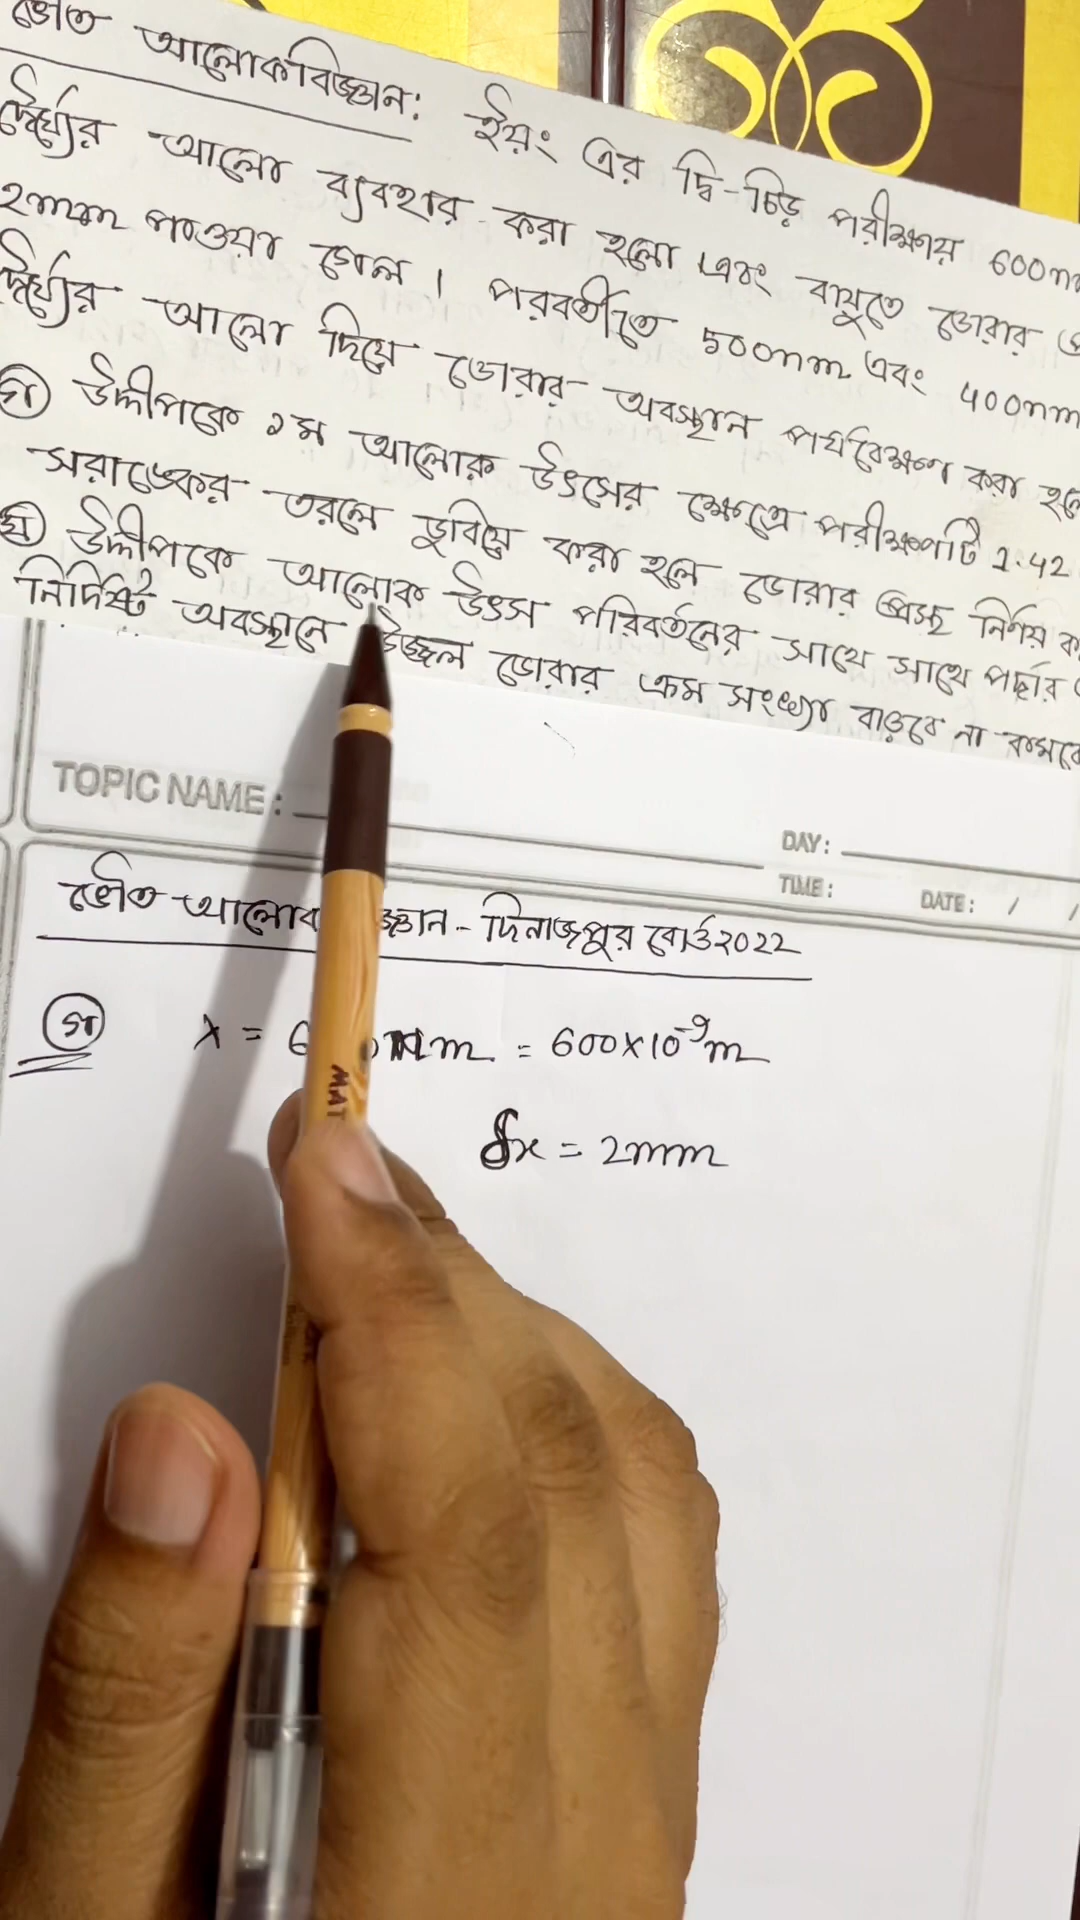 ভৌত আলোকবিজ্ঞান: ইয়ং এর দ্বি-চিড় পরীক্ষায় 600nm
দৈর্ঘ্যের আলো ব্যবহার করা হলো এবং বায়ুতে ডোরার
2mm পাওয়া গেল। পরবর্তীতে 500nm এবং 400nm
দৈর্ঘ্যের আলো দিয়ে ডোরার অবস্থান পর্যবেক্ষণ করা
গ উদ্দীপকে ১ম আলোক উৎসের ক্ষেত্রে পরীক্ষণটি 1.42
সরাঙ্কের তরলে ডুবিয়ে করা হলে ডোরার প্রস্থ নির্ণয়
ঘ উদ্দীপকে আলোক উৎস পরিবর্তনের সাথে সাথে পর্দার
নির্দিষ্ট অবস্থানে উজ্জ্বল ডোরার ক্রম সংখ্যা বাড়বে না কমবে
TOPIC NAME:
DAY:
TIME:
DATE: / /
ভৌত - দিনাজপুর বোর্ড ২০22
গ λ = nm = 600×10⁻⁹m
δx = 2mm